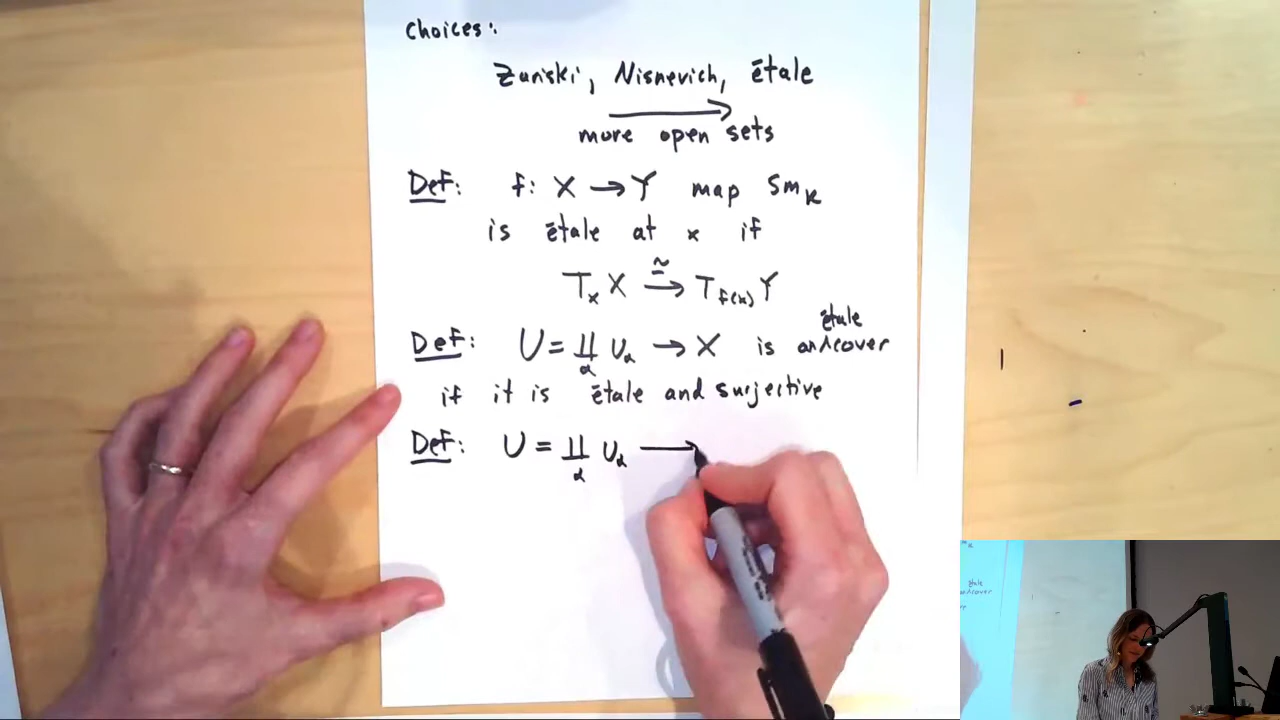 Choices:
Zariski, Nisnevich, étale
⟶
more open sets
Def: f: X → Y map Sm_k
is étale at x if
T_x X ≃→ T_{f(x)} Y
Def: U = ∐_α U_α → X is an étale cover
if it is étale and surjective
Def: U = ∐_α U_α →